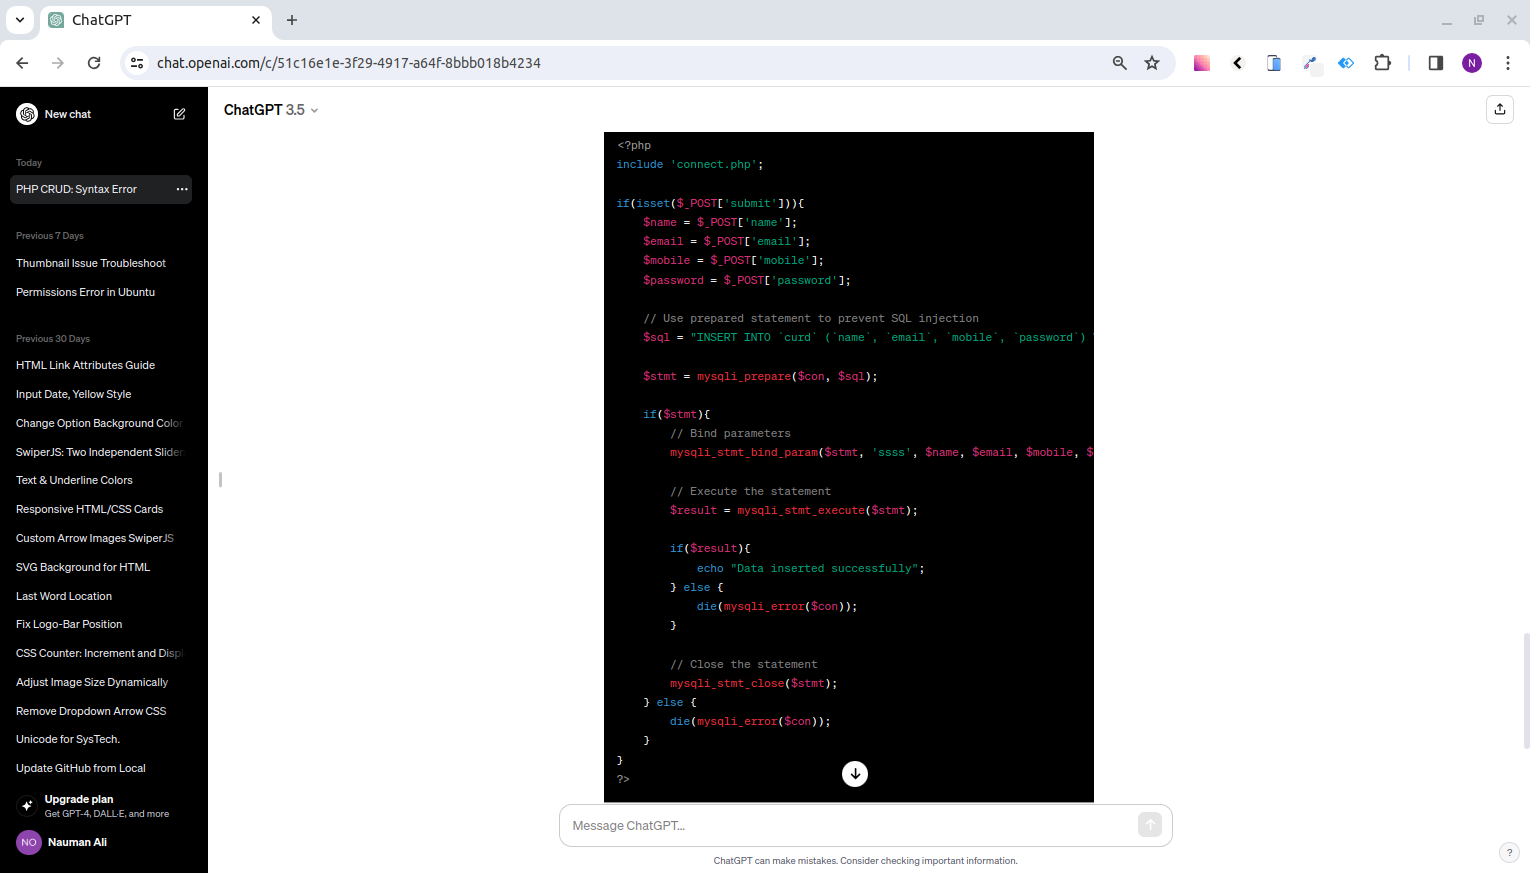 ChatGPT
chat.openai.com/c/51c16e1e-3f29-4917-a64f-8bbb018b4234
N
New chat
Today
PHP CRUD: Syntax Error
Previous 7 Days
Thumbnail Issue Troubleshoot
Permissions Error in Ubuntu
Previous 30 Days
HTML Link Attributes Guide
Input Date, Yellow Style
Change Option Background Color
SwiperJS: Two Independent Slider
Text & Underline Colors
Responsive HTML/CSS Cards
Custom Arrow Images SwiperJS
SVG Background for HTML
Last Word Location
Fix Logo-Bar Position
CSS Counter: Increment and Displ
Adjust Image Size Dynamically
Remove Dropdown Arrow CSS
Unicode for SysTech.
Update GitHub from Local
Upgrade plan
Get GPT-4, DALL·E, and more
NO
Nauman Ali
ChatGPT 3.5
<?php
include 'connect.php';
if(isset($_POST['submit'])){
$name = $_POST['name'];
$email = $_POST['email'];
$mobile = $_POST['mobile'];
$password = $_POST['password'];
// Use prepared statement to prevent SQL injection
$sql = "INSERT INTO `curd` (`name`, `email`, `mobile`, `password`)
$stmt = mysqli_prepare($con, $sql);
if($stmt){
// Bind parameters
mysqli_stmt_bind_param($stmt, 'ssss', $name, $email, $mobile, $
// Execute the statement
$result = mysqli_stmt_execute($stmt);
if($result){
echo "Data inserted successfully";
} else {
die(mysqli_error($con));
}
// Close the statement
mysqli_stmt_close($stmt);
} else {
die(mysqli_error($con));
}
}
?>
Message ChatGPT...
ChatGPT can make mistakes. Consider checking important information.
?